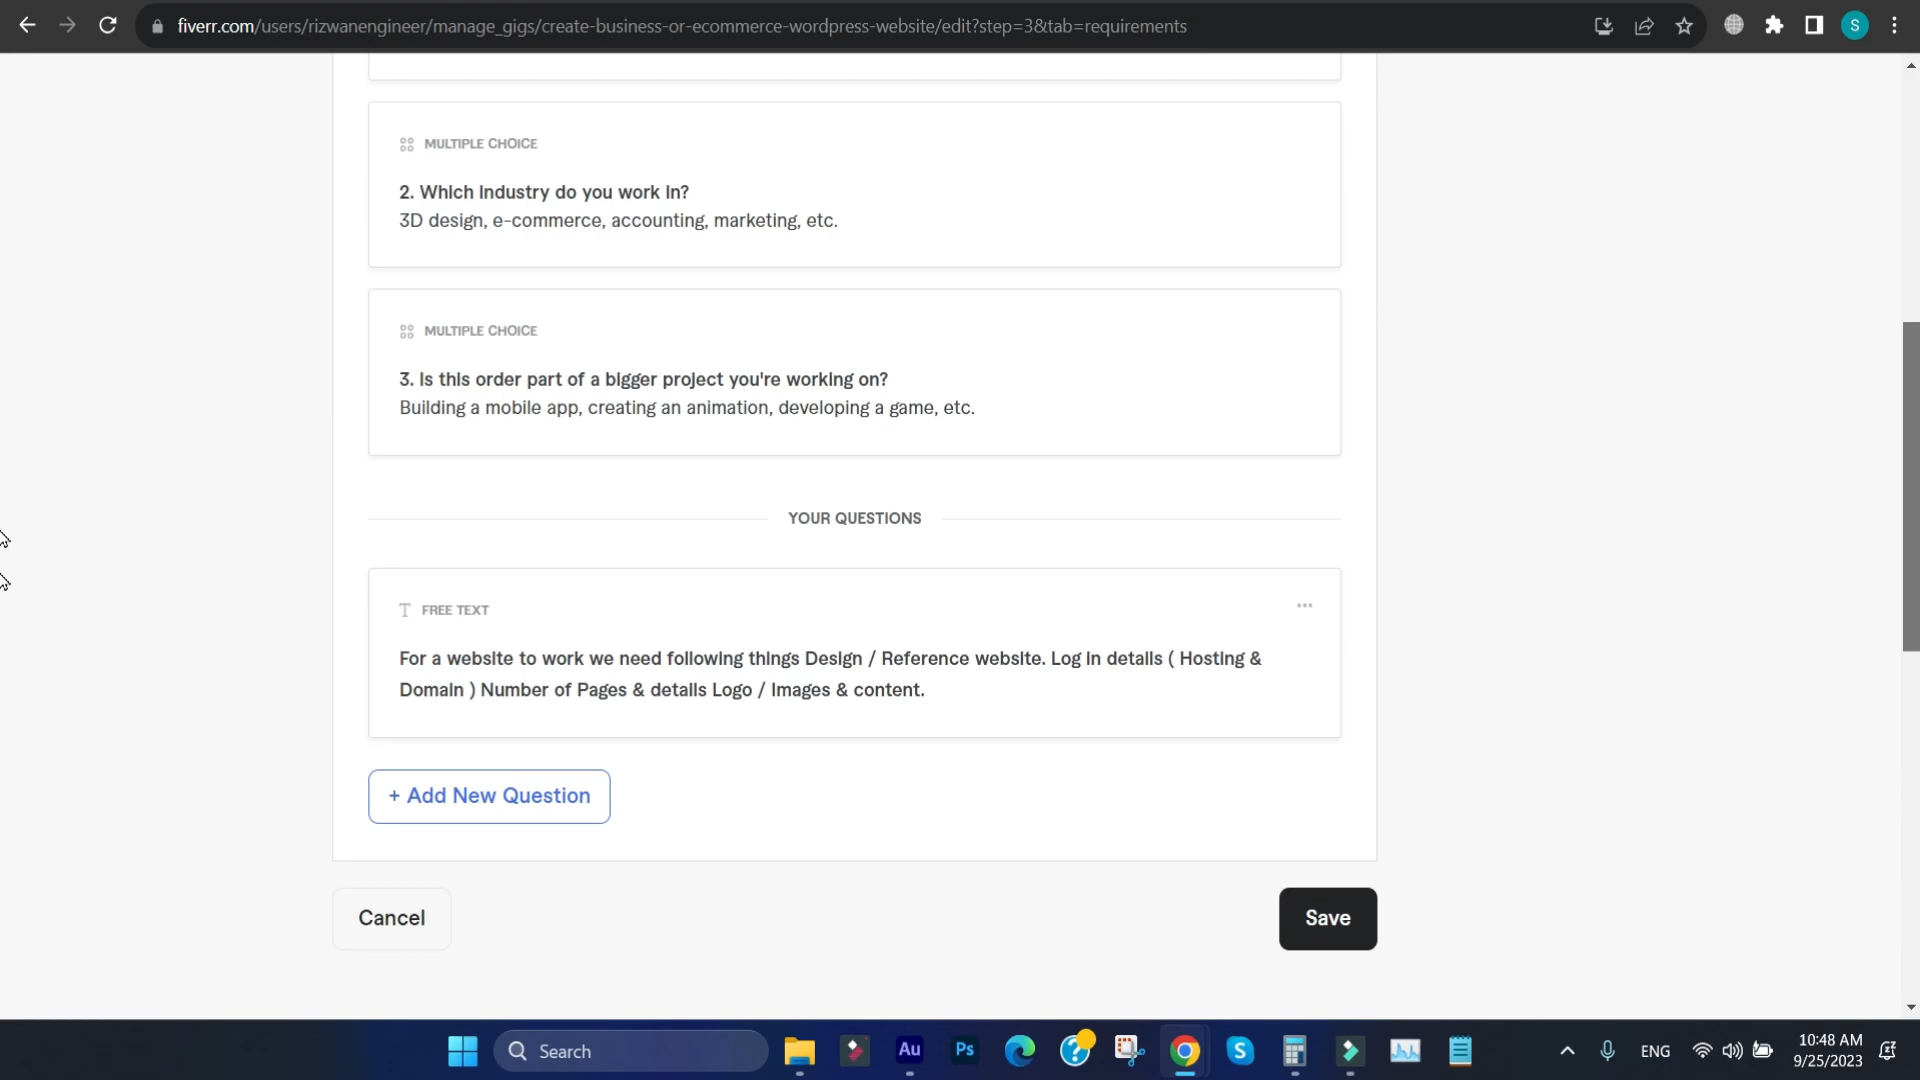 fiverr.com/users/rizwanengineer/manage_gigs/create-business-or-ecommerce-wordpress-website/edit?step=3&tab=requirements
S
MULTIPLE CHOICE
2. Which industry do you work in?
3D design, e-commerce, accounting, marketing, etc.
MULTIPLE CHOICE
3. Is this order part of a bigger project you're working on?
Building a mobile app, creating an animation, developing a game, etc.
YOUR QUESTIONS
T FREE TEXT
For a website to work we need following things Design / Reference website. Log in details ( Hosting &
Domain ) Number of Pages & details Logo / Images & content.
+ Add New Question
Cancel
Save
Search
Au
Ps
?
S
ENG
10:48 AM
9/25/2023